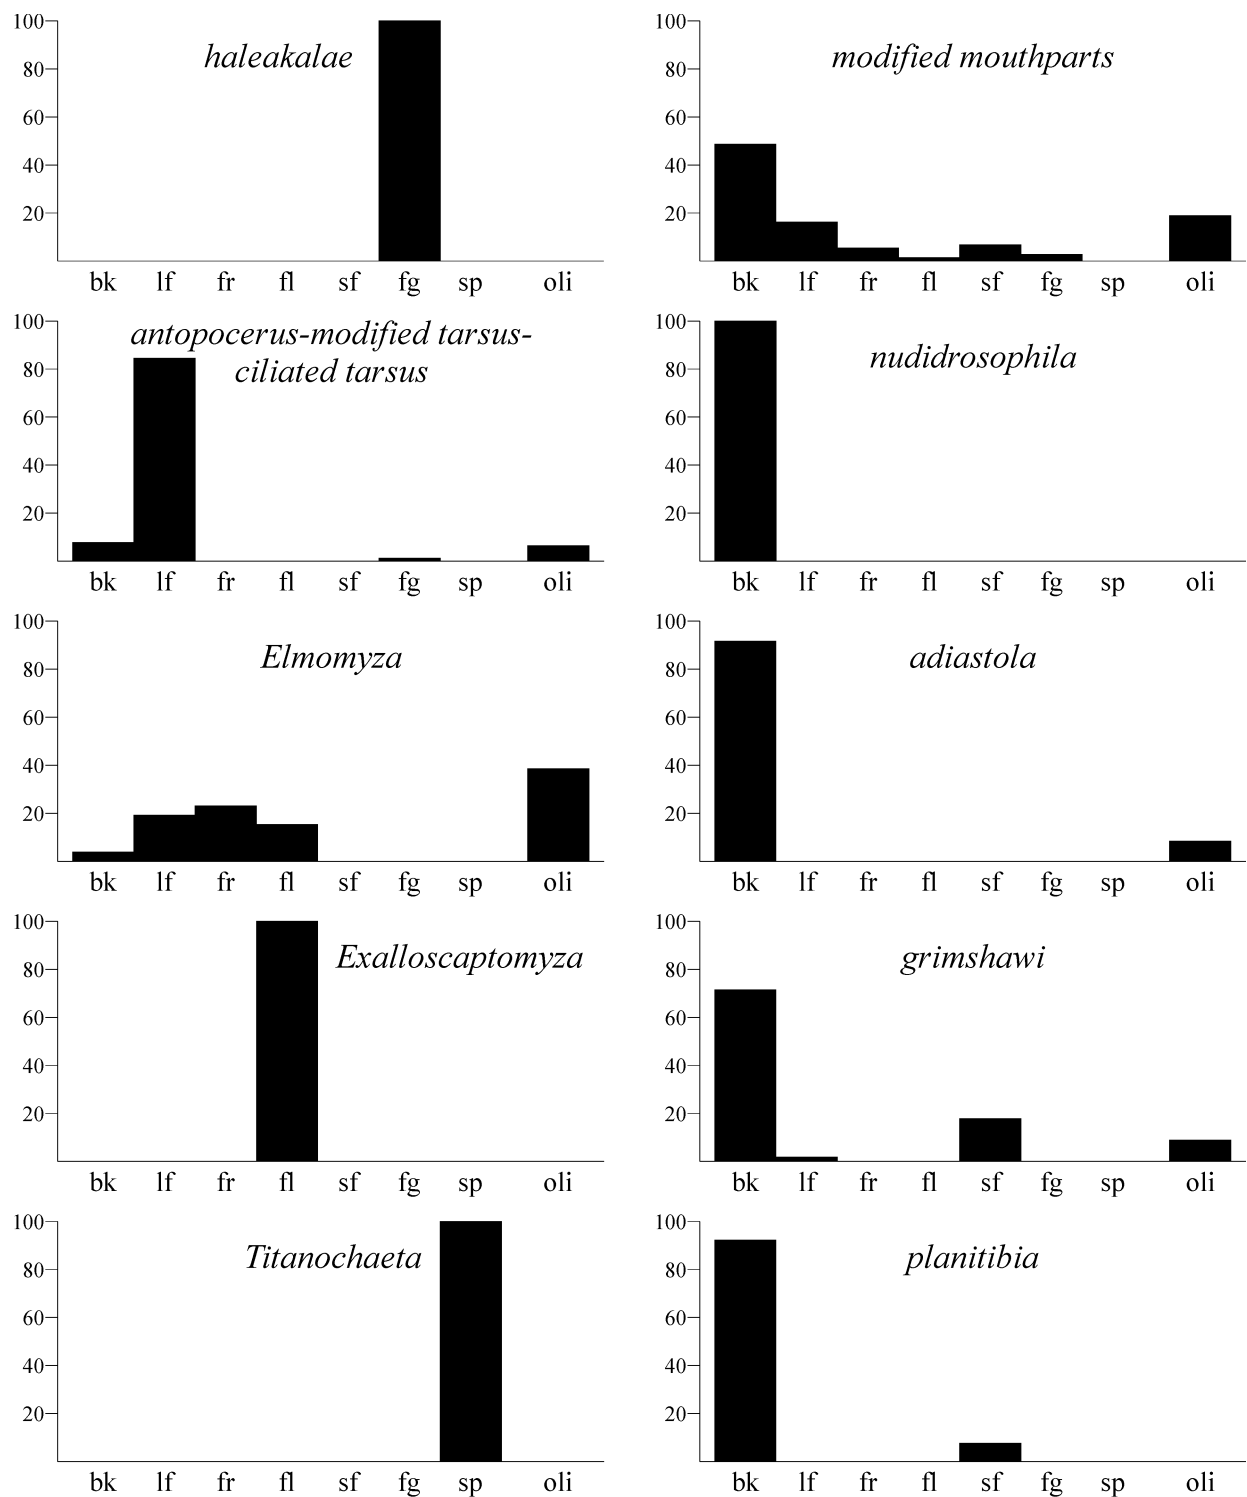 haleakalae
100
80
60
40
20
bk lf fr fl sf fg sp oli
modified mouthparts
100
80
60
40
20
bk lf fr fl sf fg sp oli
antopocerus-modified tarsus-
ciliated tarsus
100
80
60
40
20
bk lf fr fl sf fg sp oli
nudidrosophila
100
80
60
40
20
bk lf fr fl sf fg sp oli
Elmomyza
100
80
60
40
20
bk lf fr fl sf fg sp oli
adiastola
100
80
60
40
20
bk lf fr fl sf fg sp oli
Exalloscaptomyza
100
80
60
40
20
bk lf fr fl sf fg sp oli
grimshawi
100
80
60
40
20
bk lf fr fl sf fg sp oli
Titanochaeta
100
80
60
40
20
bk lf fr fl sf fg sp oli
planitibia
100
80
60
40
20
bk lf fr fl sf fg sp oli